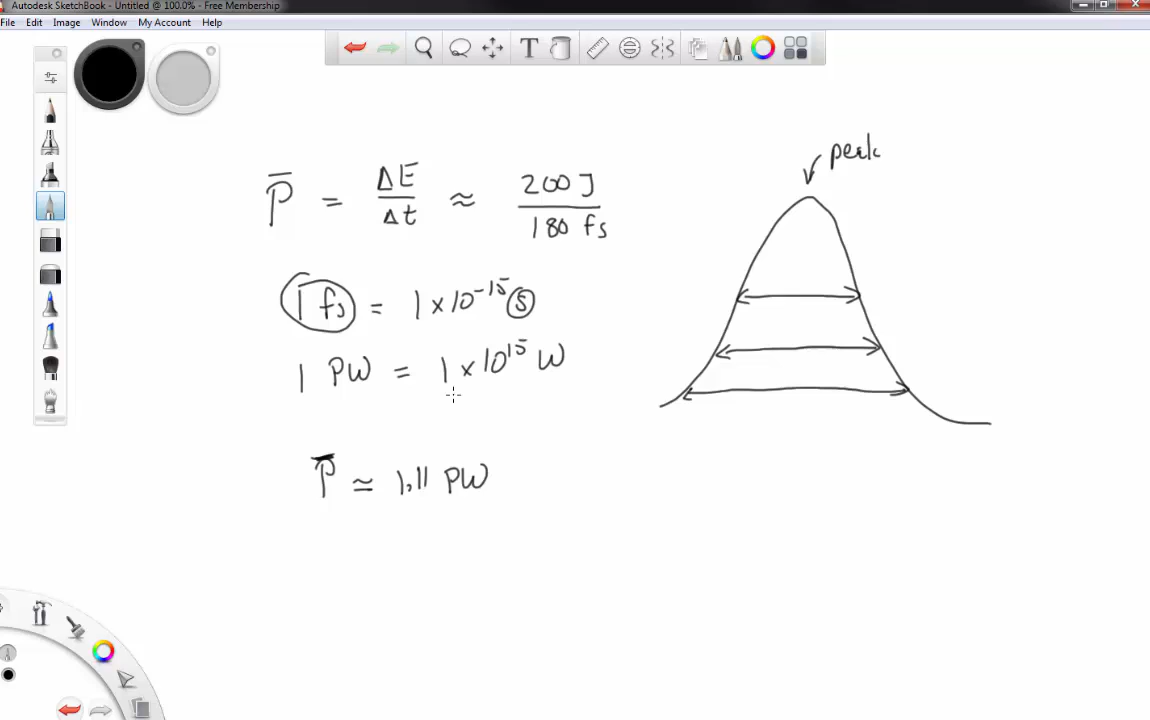 Autodesk SketchBook - Untitled @ 100.0% - Free Membership
File Edit Image Window My Account Help
T
peak
P̅ = ΔE/Δt ≈ 200J/180 fs
1 fs = 1×10⁻¹⁵ s
1 PW = 1×10¹⁵ W
P̅ ≃ 1,11 PW